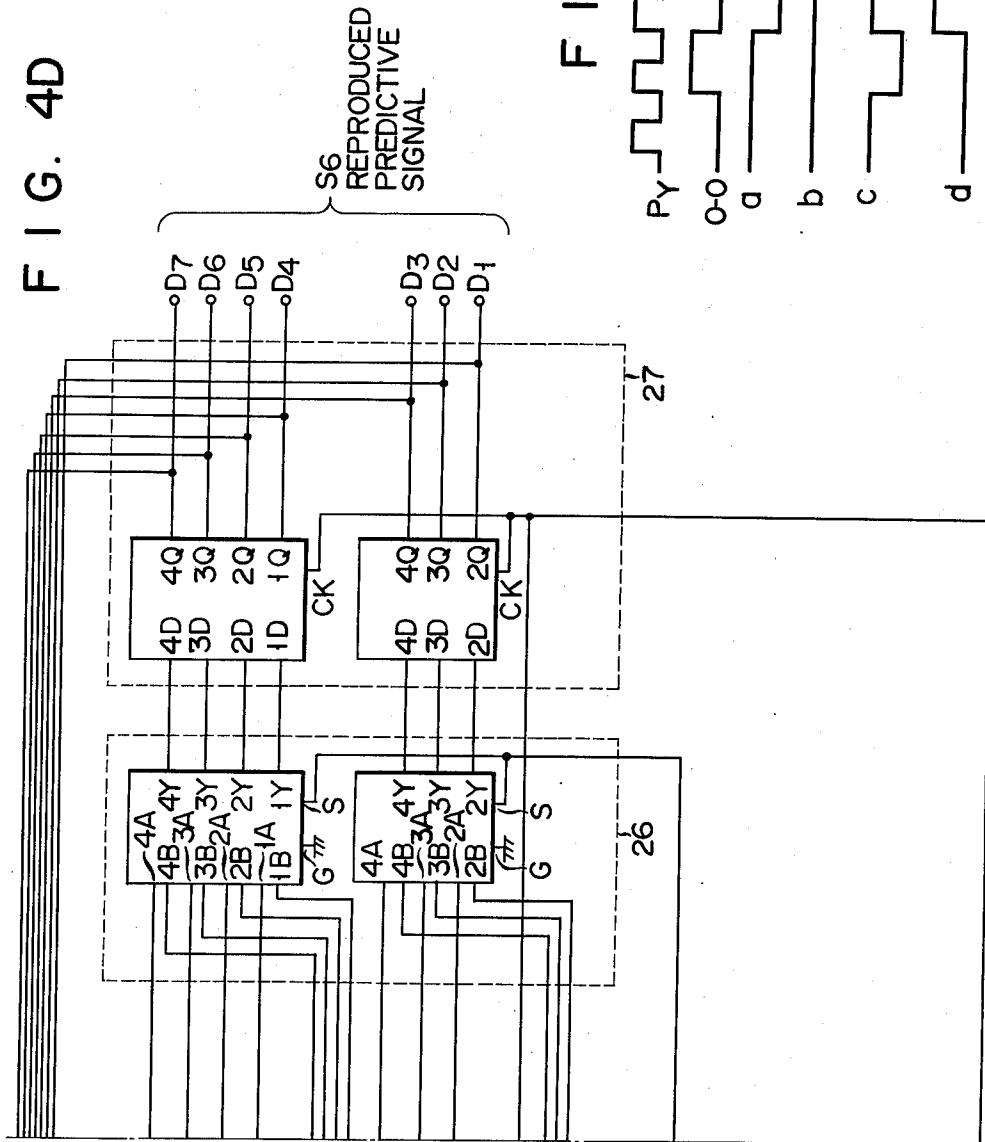 F I G. 4D
F I
S6
REPRODUCED
PREDICTIVE
SIGNAL
D7
D6
D5
D4
D3
D2
D1
27
4D 4Q
3D 3Q
2D 2Q
1D 1Q
CK
4D 4Q
3D 3Q
2D 2Q
CK
4A
4B 4Y
3A
3B 3Y
2A
2B 2Y
1A
1B 1Y
G S
4A
4B 4Y
3A
3B 3Y
2A
2B 2Y
G S
26
PY
0-0
a
b
c
d